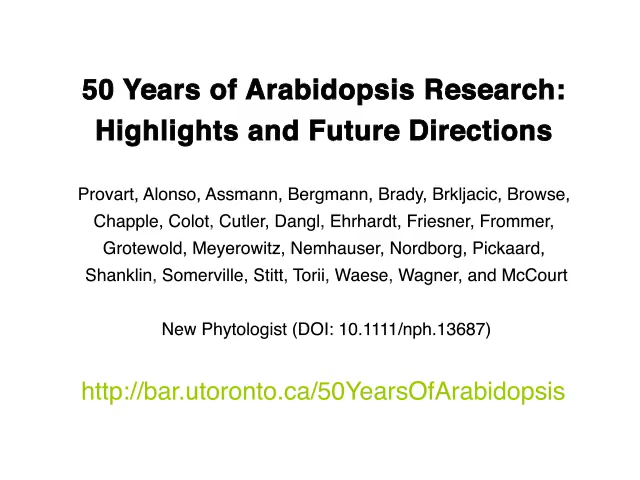 50 Years of Arabidopsis Research:
Highlights and Future Directions
Provart, Alonso, Assmann, Bergmann, Brady, Brkljacic, Browse,
Chapple, Colot, Cutler, Dangl, Ehrhardt, Friesner, Frommer,
Grotewold, Meyerowitz, Nemhauser, Nordborg, Pickaard,
Shanklin, Somerville, Stitt, Torii, Waese, Wagner, and McCourt
New Phytologist (DOI: 10.1111/nph.13687)
http://bar.utoronto.ca/50YearsOfArabidopsis